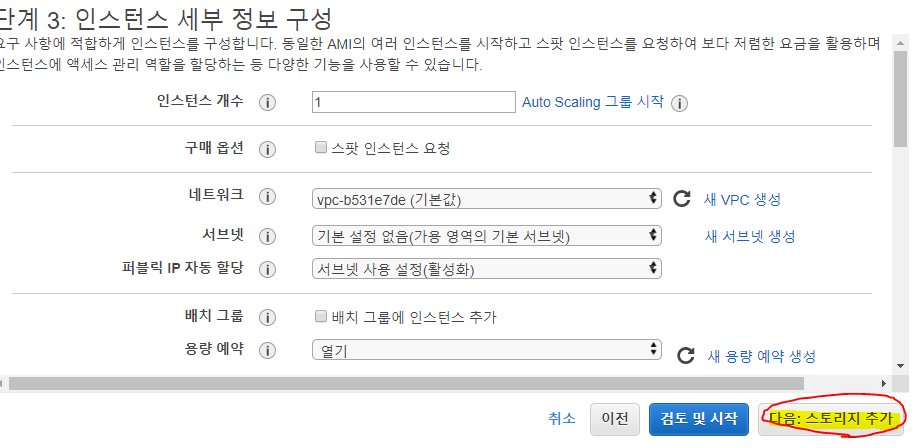 단계 3: 인스턴스 세부 정보 구성
요구 사항에 적합하게 인스턴스를 구성합니다. 동일한 AMI의 여러 인스턴스를 시작하고 스팟 인스턴스를 요청하여 보다 저렴한 요금을 활용하며
인스턴스에 액세스 관리 역할을 할당하는 등 다양한 기능을 사용할 수 있습니다.
인스턴스 개수 i 1 Auto Scaling 그룹 시작 i
구매 옵션 i 스팟 인스턴스 요청
네트워크 i vpc-b531e7de (기본값) 새 VPC 생성
서브넷 i 기본 설정 없음(가용 영역의 기본 서브넷) 새 서브넷 생성
퍼블릭 IP 자동 할당 i 서브넷 사용 설정(활성화)
배치 그룹 i 배치 그룹에 인스턴스 추가
용량 예약 i 열기 새 용량 예약 생성
취소 이전 검토 및 시작 다음: 스토리지 추가